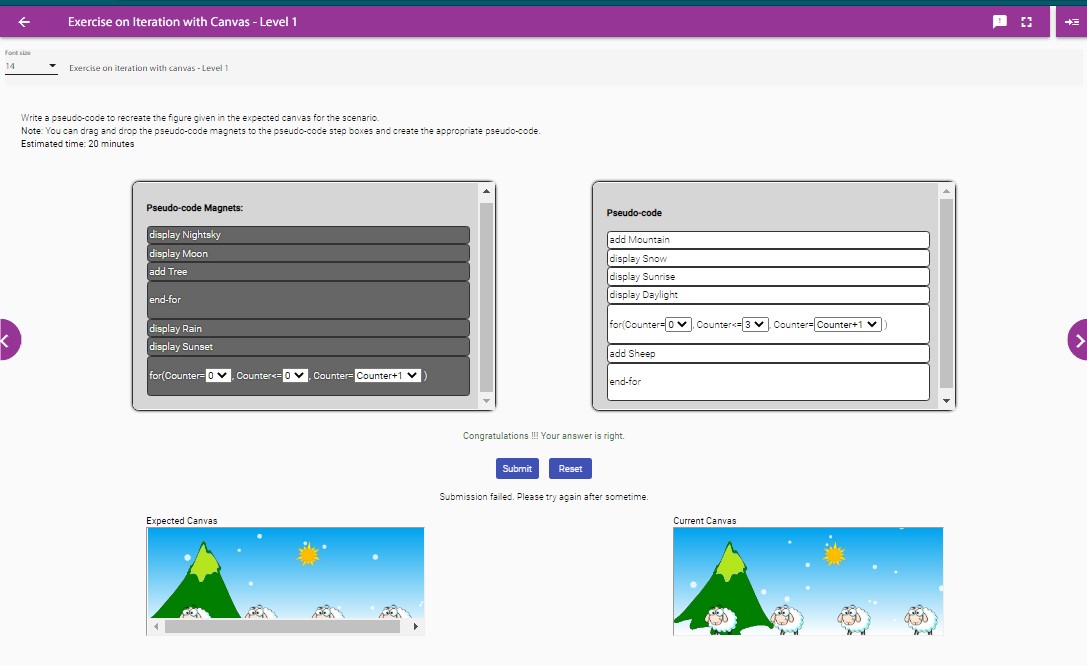 Exercise on Iteration with Canvas - Level 1
Font size
14
Exercise on iteration with canvas - Level 1
Write a pseudo-code to recreate the figure given in the expected canvas for the scenario.
Note: You can drag and drop the pseudo-code magnets to the pseudo-code step boxes and create the appropriate pseudo-code.
Estimated time: 20 minutes
Pseudo-code Magnets:
display Nightsky
display Moon
add Tree
end-for
display Rain
display Sunset
for(Counter=0, Counter<=0, Counter=Counter+1)
Pseudo-code
add Mountain
display Snow
display Sunrise
display Daylight
for(Counter=0, Counter<=3, Counter=Counter+1)
add Sheep
end-for
Congratulations !!! Your answer is right.
Submit Reset
Submission failed. Please try again after sometime.
Expected Canvas
Current Canvas